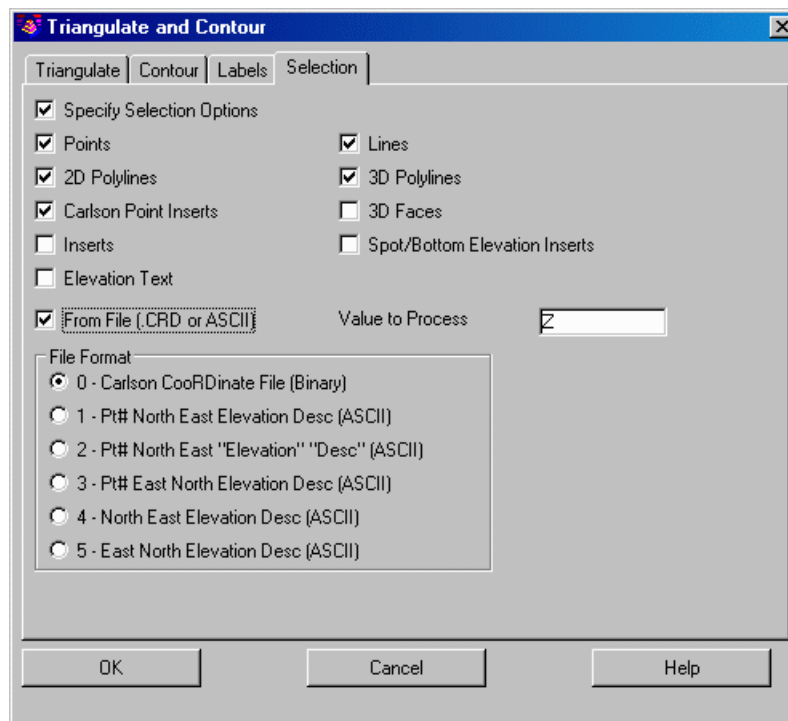 Triangulate and Contour
Triangulate Contour Labels Selection
Specify Selection Options
Points Lines
2D Polylines 3D Polylines
Carlson Point Inserts 3D Faces
Inserts Spot/Bottom Elevation Inserts
Elevation Text
From File (.CRD or ASCII) Value to Process Z
File Format
0 - Carlson CooRDinate File (Binary)
1 - Pt# North East Elevation Desc (ASCII)
2 - Pt# North East "Elevation" "Desc" (ASCII)
3 - Pt# East North Elevation Desc (ASCII)
4 - North East Elevation Desc (ASCII)
5 - East North Elevation Desc (ASCII)
OK Cancel Help